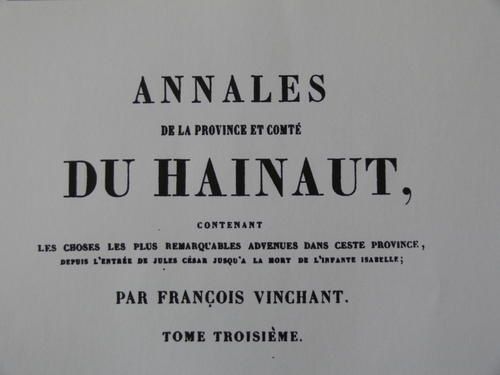 ANNALES
DE LA PROVINCE ET COMTÉ
DU HAINAUT,
CONTENANT
LES CHOSES LES PLUS REMARQUABLES ADVENUES DANS CESTE PROVINCE,
DEPUIS L'ENTRÉE DE JULES CÉSAR JUSQU'A LA MORT DE L'INFANTE ISABELLE;
PAR FRANÇOIS VINCHANT.
TOME TROISIÈME.